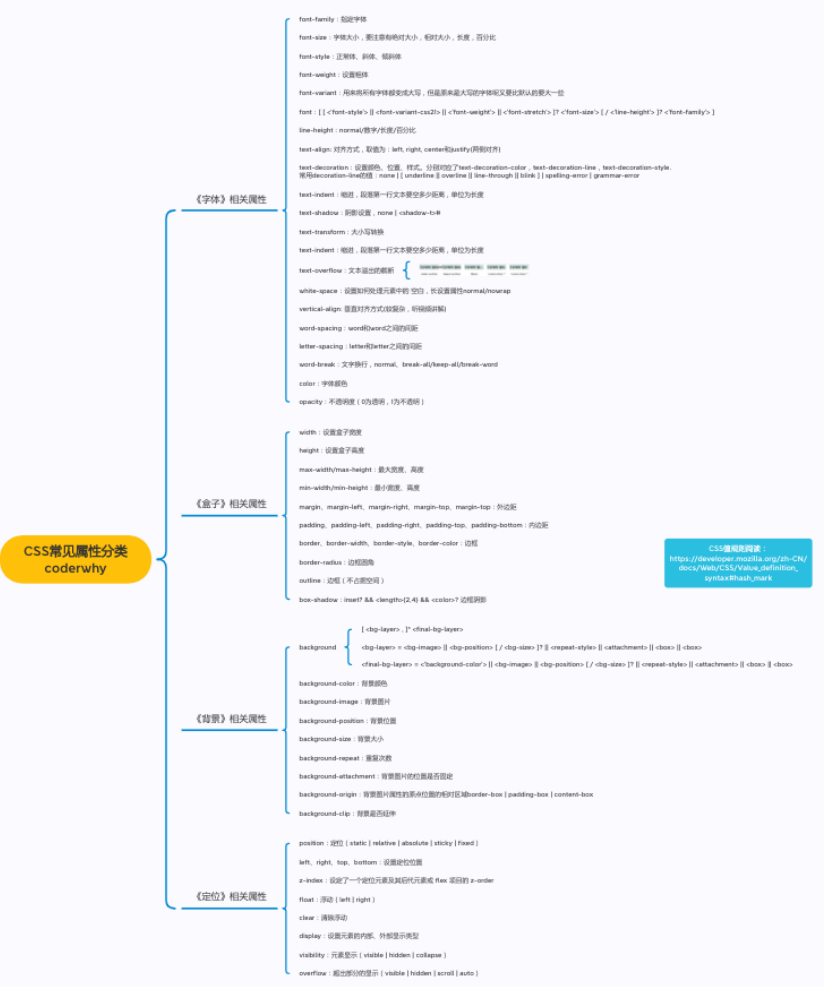 CSS常见属性分类
coderwhy
《字体》相关属性
font-family：指定字体
font-size：字体大小，要注意有绝对大小，相对大小，长度，百分比
font-style：正常体、斜体、倾斜体
font-weight：设置粗体
font-variant：用来将所有字体都变成大写，但是原来是大写的字体呢又要比默认的要大一些
font：[ [ <'font-style'> || <font-variant-css21> || <'font-weight'> || <'font-stretch'> ]? <'font-size'> [ / <'line-height'> ]? <'font-family'> ]
line-height：normal/数字/长度/百分比
text-align: 对齐方式，取值为：left, right, center和justify(两侧对齐)
text-decoration：设置颜色、位置、样式。分别对应了text-decoration-color，text-decoration-line，text-decoration-style.
常用decoration-line的值：none | [ underline || overline || line-through || blink ] | spelling-error | grammar-error
text-indent：缩进，段落第一行文本要空多少距离，单位为长度
text-shadow：阴影设置，none | <shadow-t>#
text-transform：大小写转换
text-indent：缩进，段落第一行文本要空多少距离，单位为长度
text-overflow：文本溢出的截断
white-space：设置如何处理元素中的 空白，长设置属性normal/nowrap
vertical-align: 垂直对齐方式(较复杂，听视频讲解)
word-spacing：word和word之间的间距
letter-spacing：letter和letter之间的间距
word-break：文字换行，normal、break-all/keep-all/break-word
color：字体颜色
opacity：不透明度（0为透明，1为不透明）
《盒子》相关属性
width：设置盒子宽度
height：设置盒子高度
max-width/max-height：最大宽度、高度
min-width/min-height：最小宽度、高度
margin、margin-left、margin-right、margin-top、margin-top：外边距
padding、padding-left、padding-right、padding-top、padding-bottom：内边距
border、border-width、border-style、border-color：边框
border-radius：边框圆角
outline：边框（不占据空间）
box-shadow：inset? && <length>{2,4} && <color>? 边框阴影
CSS值规则阅读：
https://developer.mozilla.org/zh-CN/
docs/Web/CSS/Value_definition_
syntax#hash_mark
《背景》相关属性
background
[ <bg-layer> , ]* <final-bg-layer>
<bg-layer> = <bg-image> || <bg-position> [ / <bg-size> ]? || <repeat-style> || <attachment> || <box> || <box>
<final-bg-layer> = <'background-color'> || <bg-image> || <bg-position> [ / <bg-size> ]? || <repeat-style> || <attachment> || <box> || <box>
background-color：背景颜色
background-image：背景图片
background-position：背景位置
background-size：背景大小
background-repeat：重复次数
background-attachment：背景图片的位置是否固定
background-origin：背景图片属性的原点位置的相对区域border-box | padding-box | content-box
background-clip：背景是否延伸
《定位》相关属性
position：定位 ( static | relative | absolute | sticky | fixed )
left、right、top、bottom：设置定位位置
z-index：设定了一个定位元素及其后代元素或 flex 项目的 z-order
float：浮动 ( left | right )
clear：清除浮动
display：设置元素的内部、外部显示类型
visibility：元素显示 ( visible | hidden | collapse )
overflow：超出部分的显示 ( visible | hidden | scroll | auto )